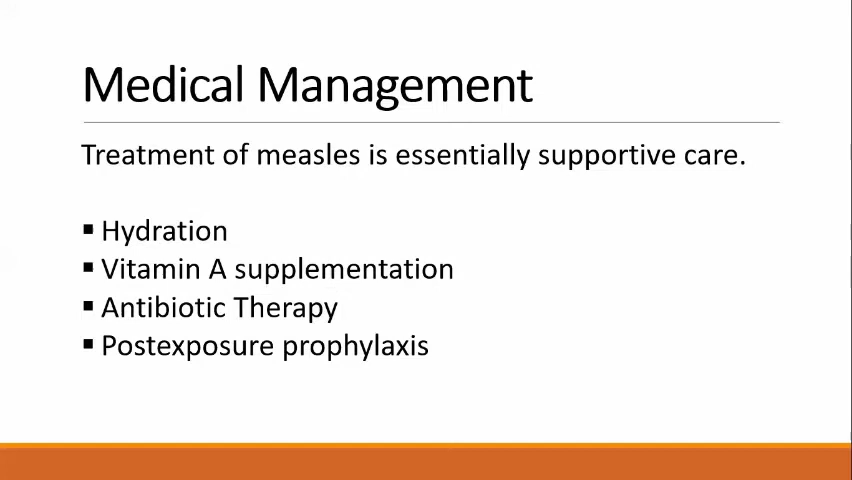 Medical Management
Treatment of measles is essentially supportive care.
▪ Hydration
▪ Vitamin A supplementation
▪ Antibiotic Therapy
▪ Postexposure prophylaxis